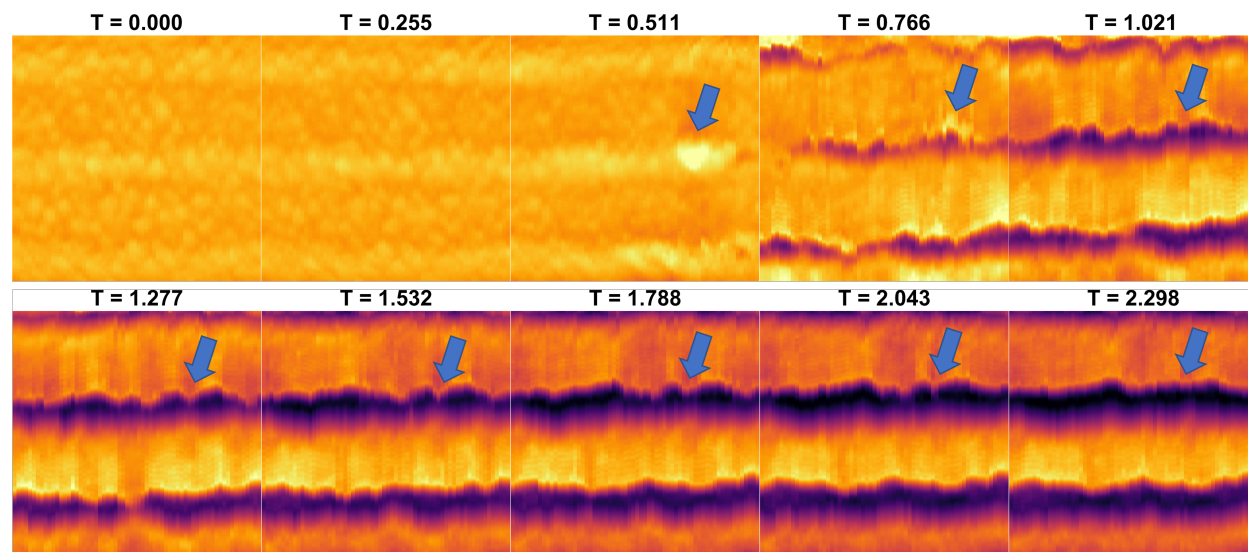 T = 0.000 T = 0.255 T = 0.511 T = 0.766 T = 1.021
T = 1.277 T = 1.532 T = 1.788 T = 2.043 T = 2.298